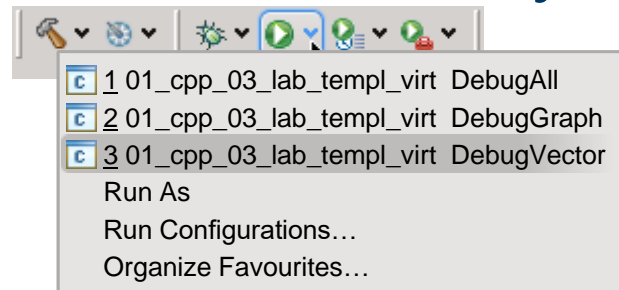 1 01_cpp_03_lab_templ_virt DebugAll
2 01_cpp_03_lab_templ_virt DebugGraph
3 01_cpp_03_lab_templ_virt DebugVector
Run As
Run Configurations…
Organize Favourites…